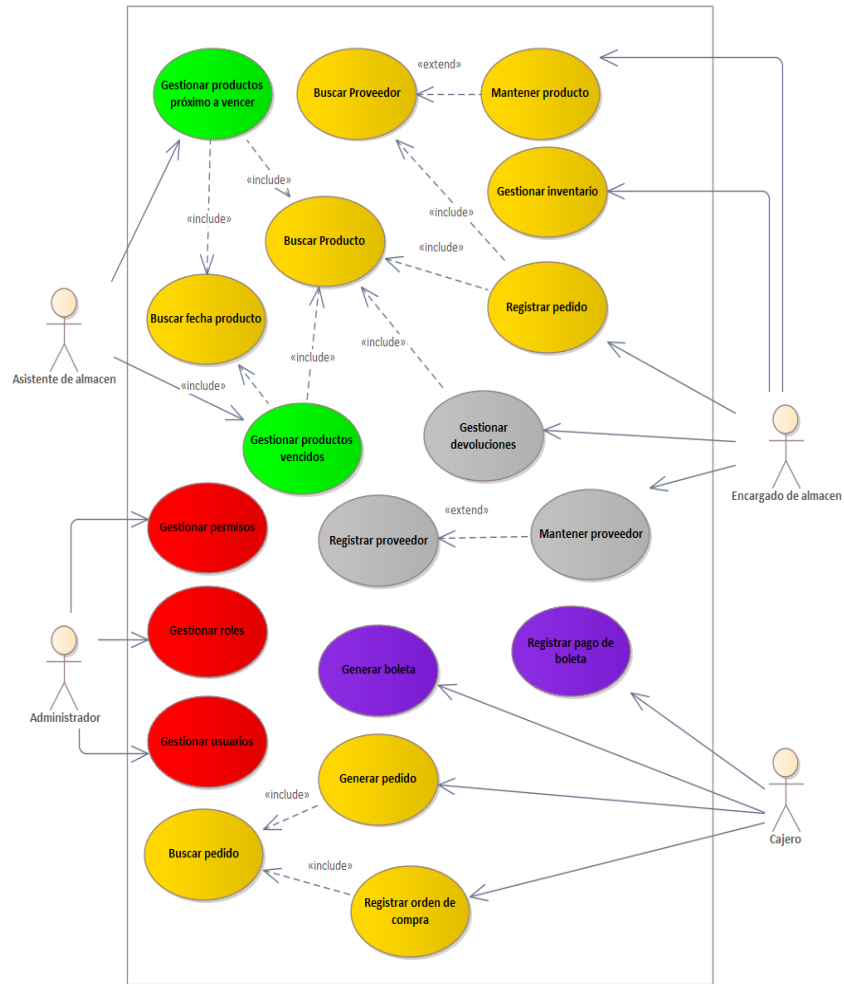 Gestionar productos
próximo a vencer
Buscar Proveedor
«extend»
Mantener producto
Gestionar inventario
«include»
«include»
«include»
«include»
Buscar Producto
Registrar pedido
Buscar fecha producto
«include»
«include»
«include»
Asistente de almacen
Gestionar productos
vencidos
Gestionar
devoluciones
Encargado de almacen
Gestionar permisos
Registrar proveedor
«extend»
Mantener proveedor
Gestionar roles
Generar boleta
Registrar pago de
boleta
Administrador
Gestionar usuarios
Generar pedido
«include»
Buscar pedido
«include»
Registrar orden de
compra
Cajero